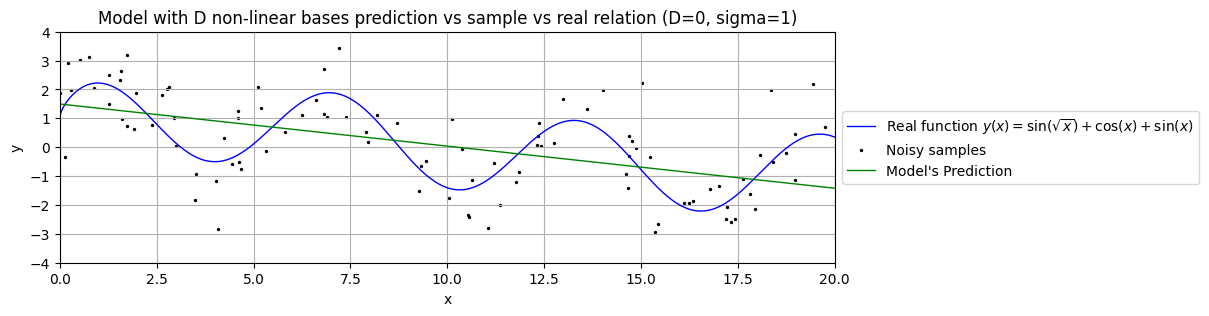 Model with D non-linear bases prediction vs sample vs real relation (D=0, sigma=1)
4
3
2
1
0
−1
−2
−3
−4
y
0.0 2.5 5.0 7.5 10.0 12.5 15.0 17.5 20.0
x
Real function y(x) = sin(√x) + cos(x) + sin(x)
Noisy samples
Model's Prediction